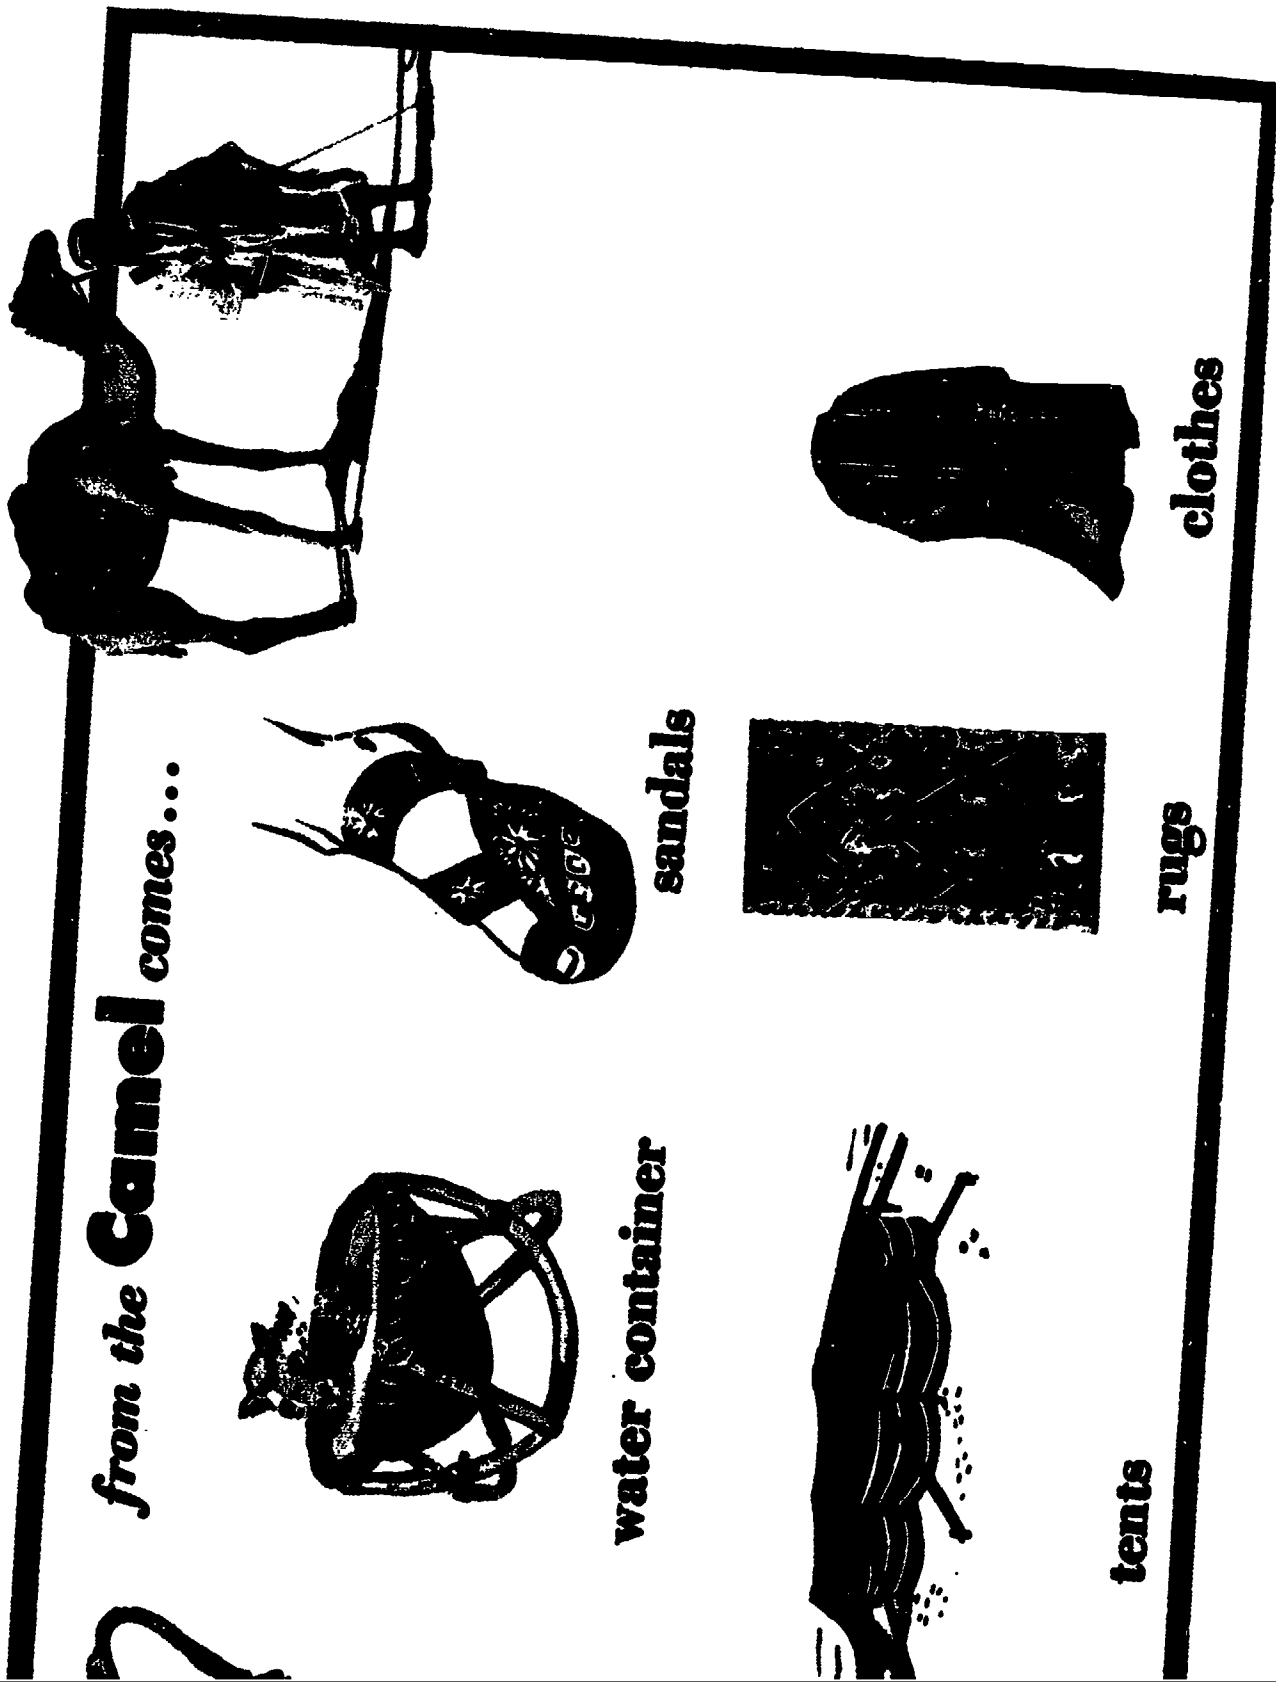 from the Camel comes...
water container
sandals
tents
rugs
clothes